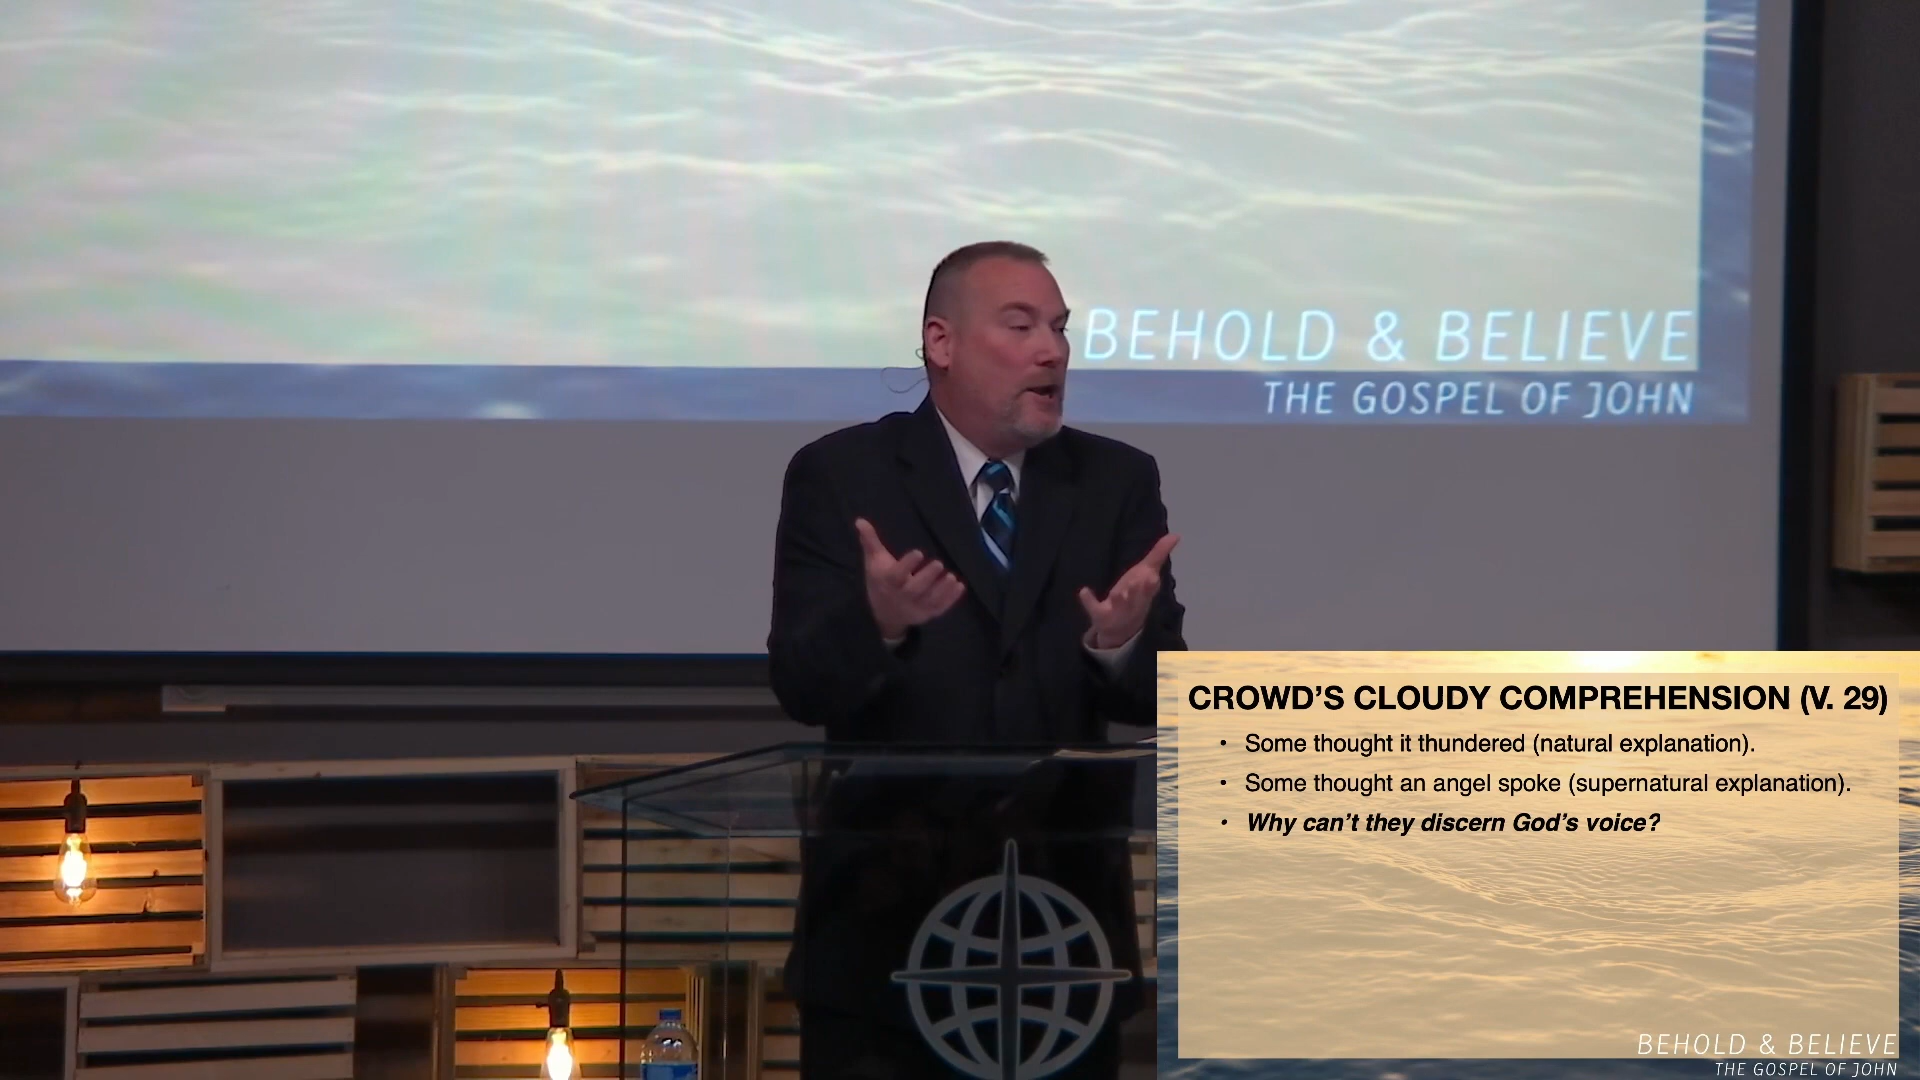 BEHOLD & BELIEVE
THE GOSPEL OF JOHN
CROWD’S CLOUDY COMPREHENSION (V. 29)
• Some thought it thundered (natural explanation).
• Some thought an angel spoke (supernatural explanation).
• Why can’t they discern God’s voice?
BEHOLD & BELIEVE
THE GOSPEL OF JOHN